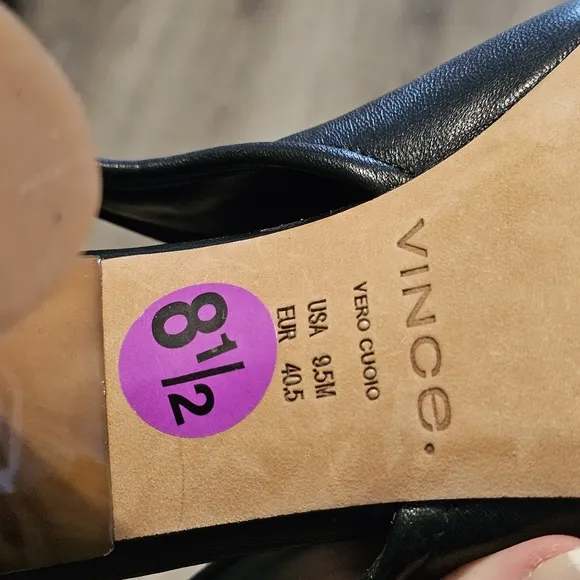 VINCE.
VERO CUOIO
USA 9.5M
EUR 40.5
8 1/2